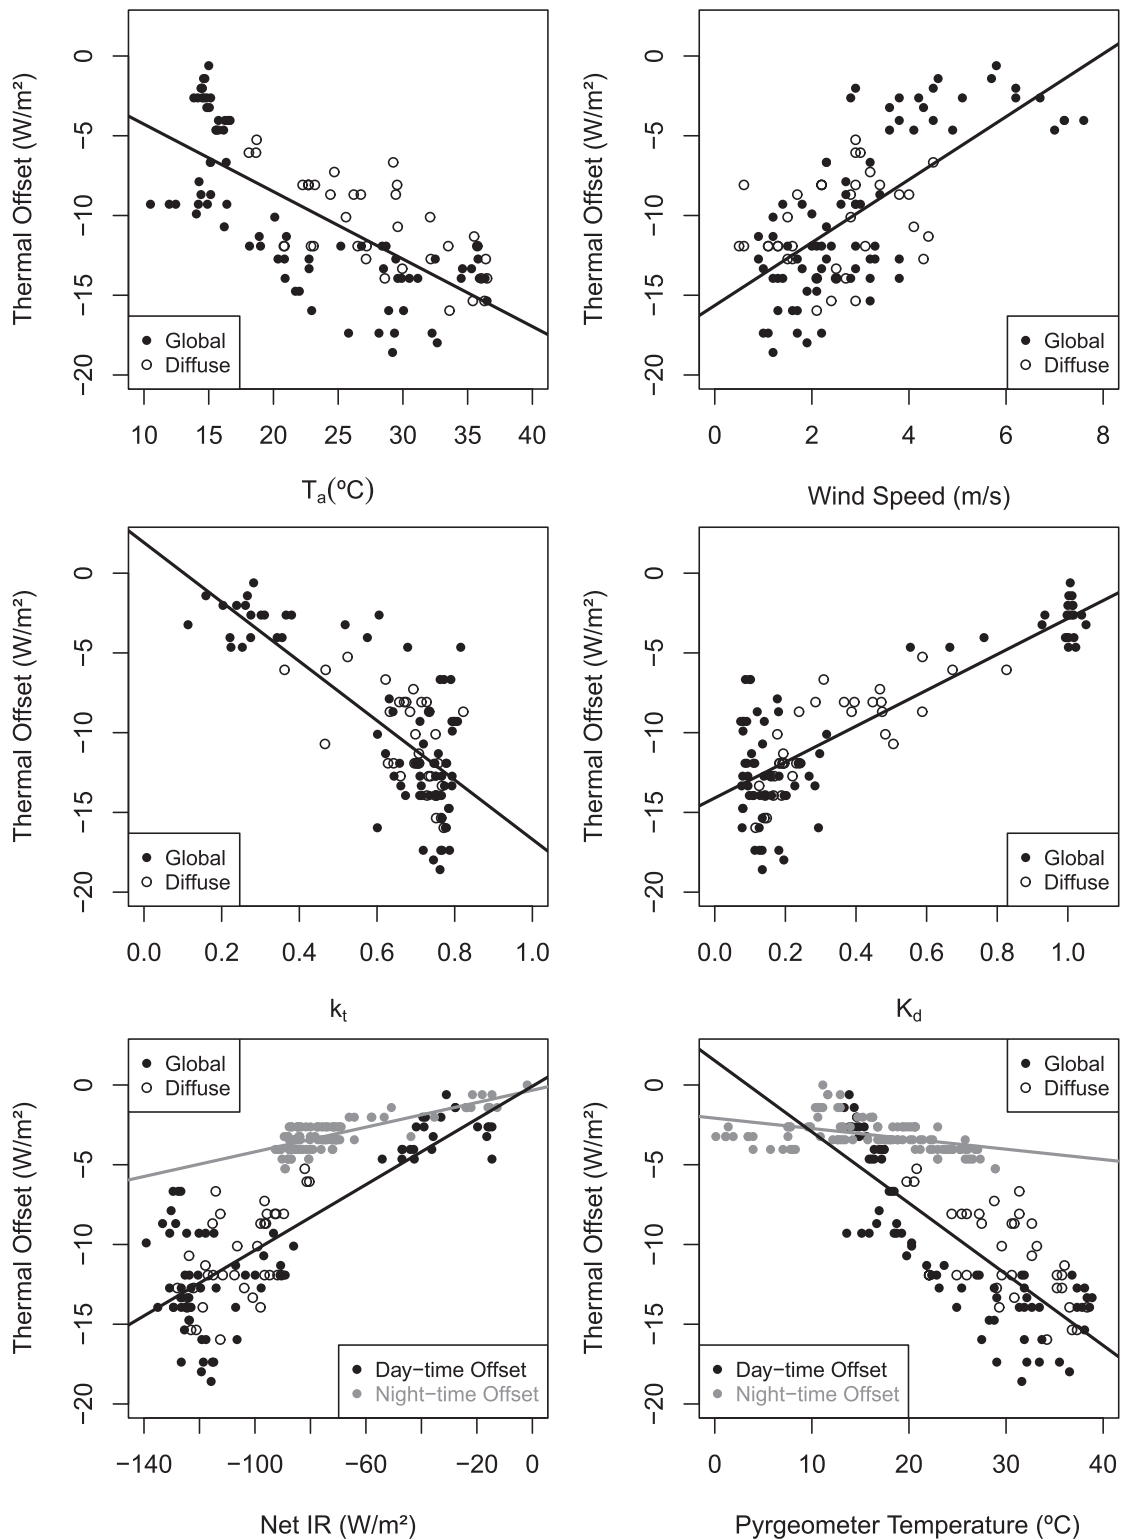 Thermal Offset (W/m²)
0
−5
−10
−15
−20
Global
Diffuse
10 15 20 25 30 35 40
Ta(ºC)
Thermal Offset (W/m²)
0
−5
−10
−15
−20
Global
Diffuse
0 2 4 6 8
Wind Speed (m/s)
Thermal Offset (W/m²)
0
−5
−10
−15
−20
Global
Diffuse
0.0 0.2 0.4 0.6 0.8 1.0
kt
Thermal Offset (W/m²)
0
−5
−10
−15
−20
Global
Diffuse
0.0 0.2 0.4 0.6 0.8 1.0
Kd
Thermal Offset (W/m²)
0
−5
−10
−15
−20
Global
Diffuse
Day−time Offset
Night−time Offset
−140 −100 −60 −20 0
Net IR (W/m²)
Thermal Offset (W/m²)
0
−5
−10
−15
−20
Global
Diffuse
Day−time Offset
Night−time Offset
0 10 20 30 40
Pyrgeometer Temperature (ºC)